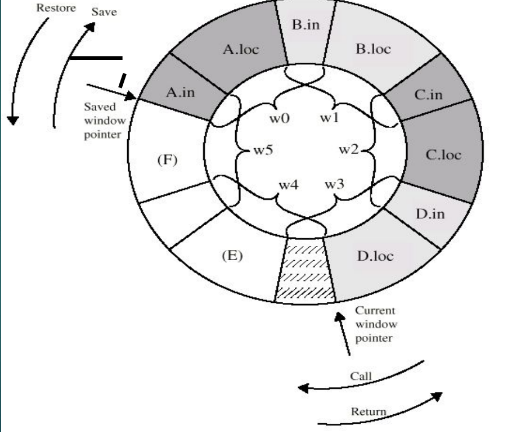 Restore
Save
B.in
A.loc
B.loc
A.in
C.in
Saved
window
pointer
w0
w1
(F)
w5
w2
C.loc
w4
w3
D.in
(E)
D.loc
Current
window
pointer
Call
Return